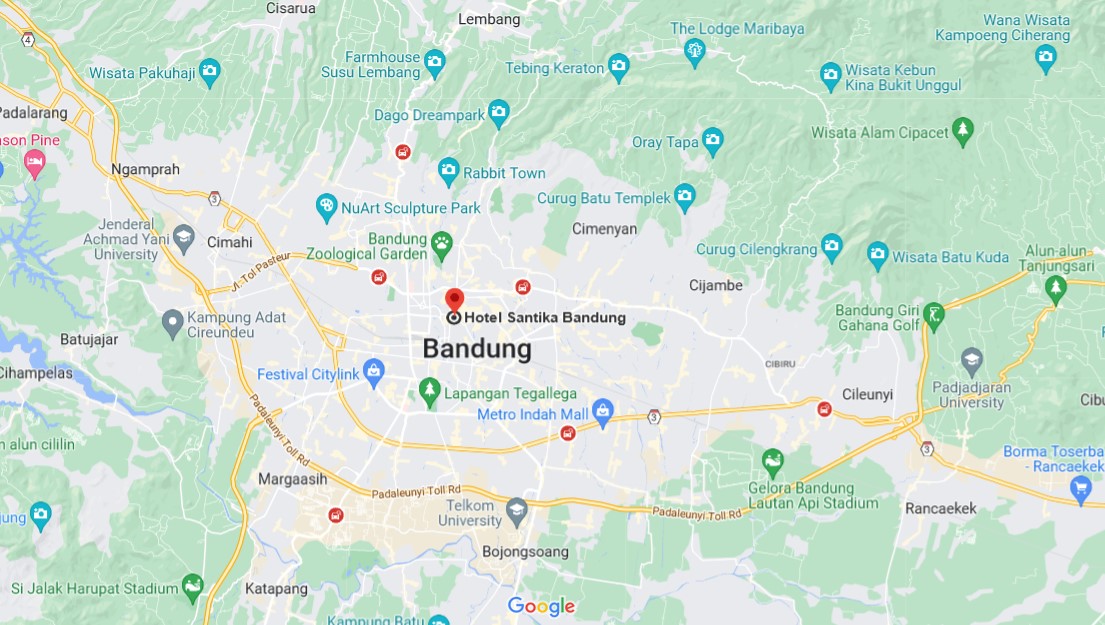 Cisarua
Lembang
The Lodge Maribaya
Wana Wisata
Kampoeng Ciherang
4
Farmhouse
Susu Lembang
Wisata Pakuhaji
Tebing Keraton
Wisata Kebun
Kina Bukit Unggul
Padalarang
Dago Dreampark
Wisata Alam Cipacet
son Pine
Oray Tapa
Ngamprah
Rabbit Town
3
NuArt Sculpture Park
Curug Batu Templek
Cimenyan
Jenderal
Achmad Yani
University
Cimahi
Bandung
Zoological Garden
Curug Cilengkrang
Wisata Batu Kuda
Alun-alun
Tanjungsari
Jl. Tol Pasteur
Cijambe
Hotel Santika Bandung
Bandung Giri
Gahana Golf
Kampung Adat
Cireundeu
Batujajar
Bandung
CIBIRU
Cihampelas
Festival Citylink
Padjadjaran
University
Lapangan Tegallega
Cileunyi
Cibu
Metro Indah Mall
3
Padaleunyi Toll Rd
n alun cililin
3
Borma Toserba
- Rancaekek
Margaasih
Padaleunyi Toll Rd
Gelora Bandung
Lautan Api Stadium
Telkom
University
Padaleunyi Toll Rd
Rancaekek
jung
Bojongsoang
Si Jalak Harupat Stadium
Katapang
Google
Kampung Batu